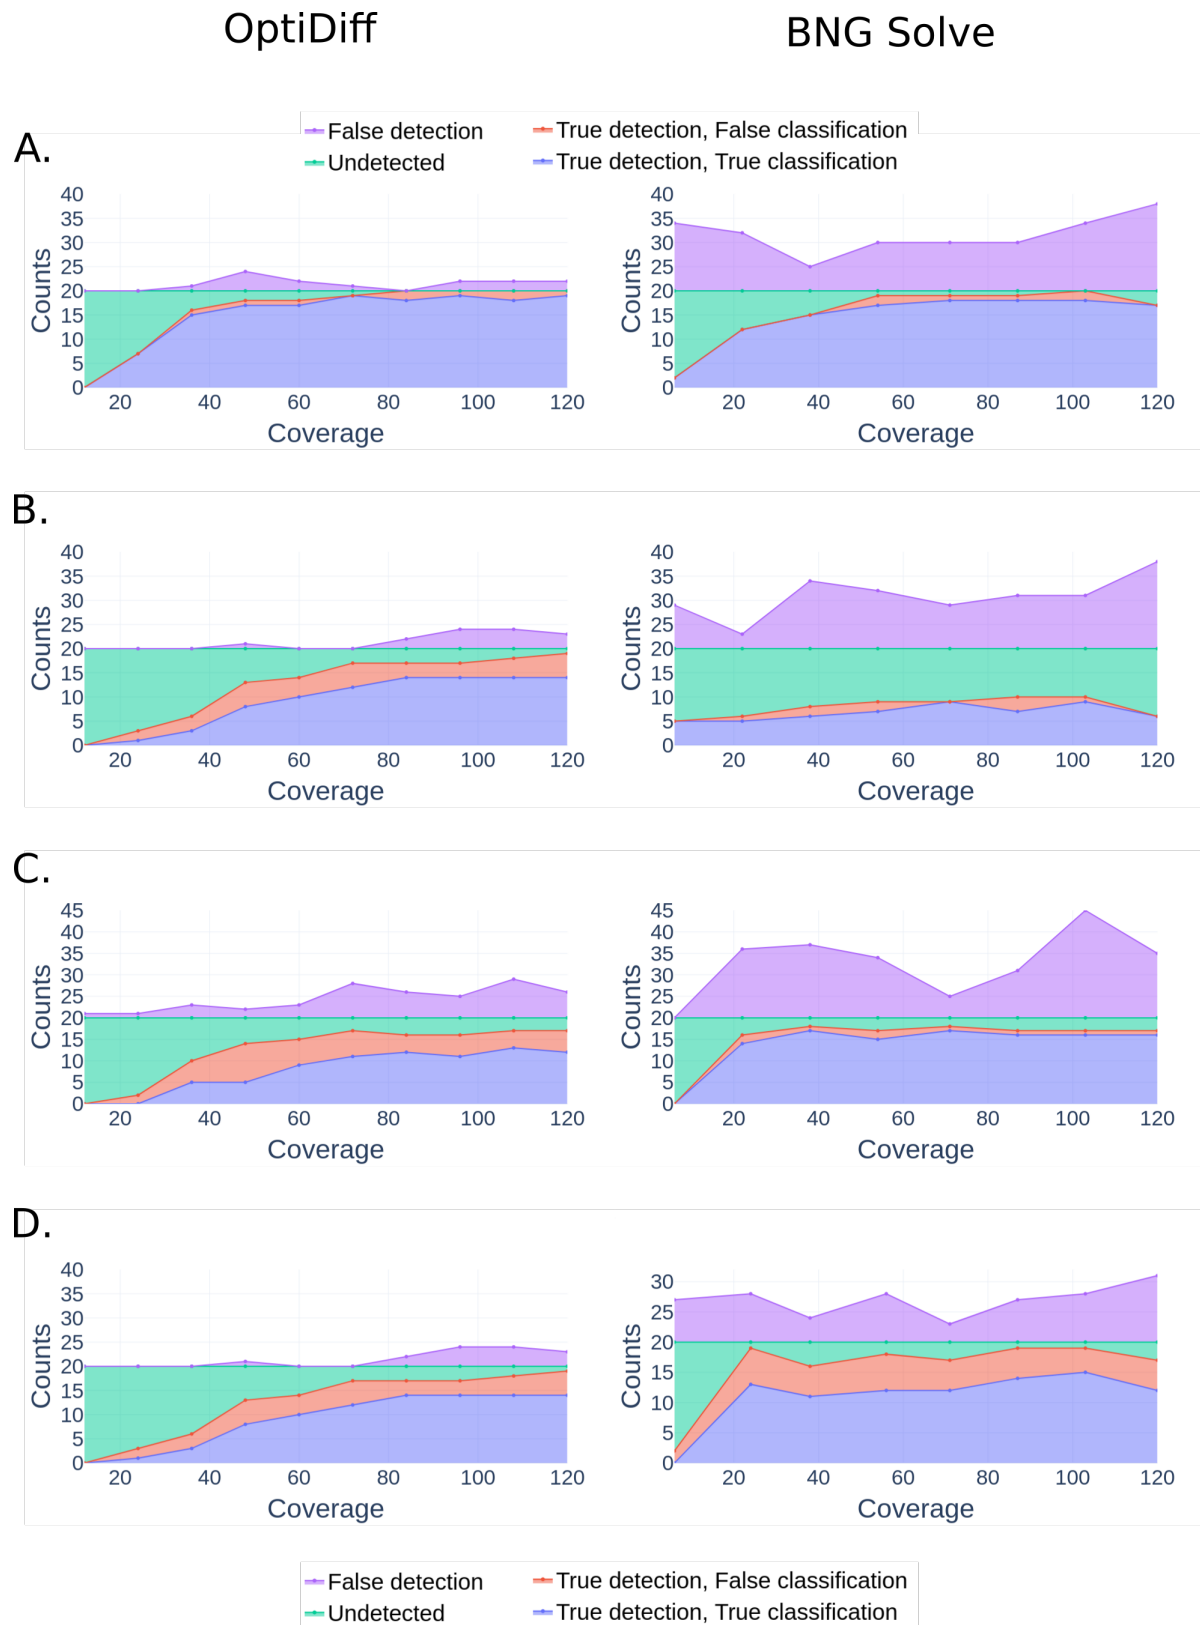 OptiDiff
BNG Solve
False detection
True detection, False classification
Undetected
True detection, True classification
A.
Counts
40
35
30
25
20
15
10
5
0
20 40 60 80 100 120
Coverage
Counts
40
35
30
25
20
15
10
5
0
20 40 60 80 100 120
Coverage
B.
Counts
40
35
30
25
20
15
10
5
0
20 40 60 80 100 120
Coverage
Counts
40
35
30
25
20
15
10
5
0
20 40 60 80 100 120
Coverage
C.
Counts
45
40
35
30
25
20
15
10
5
0
20 40 60 80 100 120
Coverage
Counts
45
40
35
30
25
20
15
10
5
0
20 40 60 80 100 120
Coverage
D.
Counts
40
35
30
25
20
15
10
5
0
20 40 60 80 100 120
Coverage
Counts
30
25
20
15
10
5
0
20 40 60 80 100 120
Coverage
False detection
True detection, False classification
Undetected
True detection, True classification